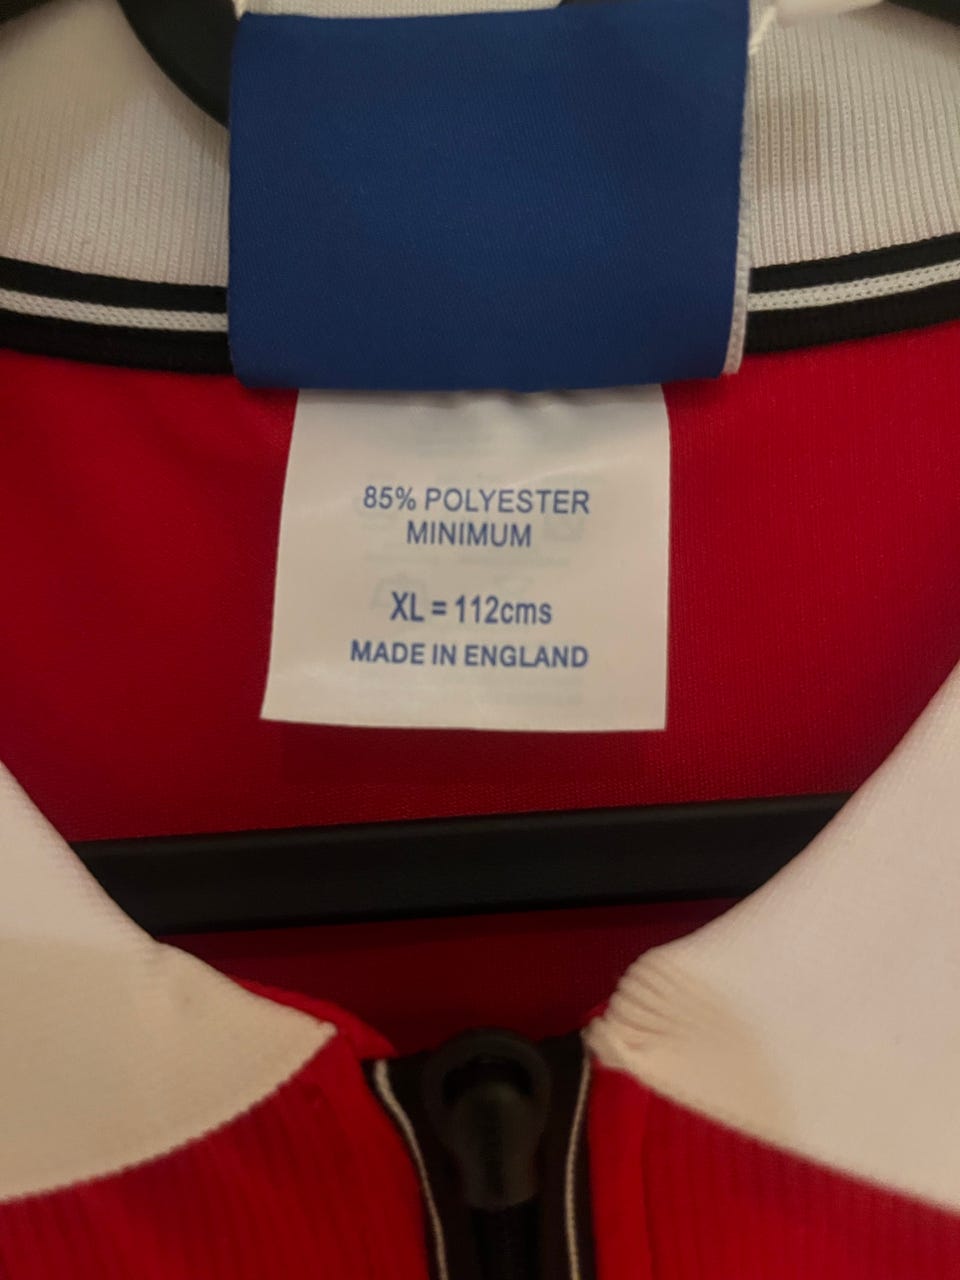 85% POLYESTER
MINIMUM
XL = 112cms
MADE IN ENGLAND